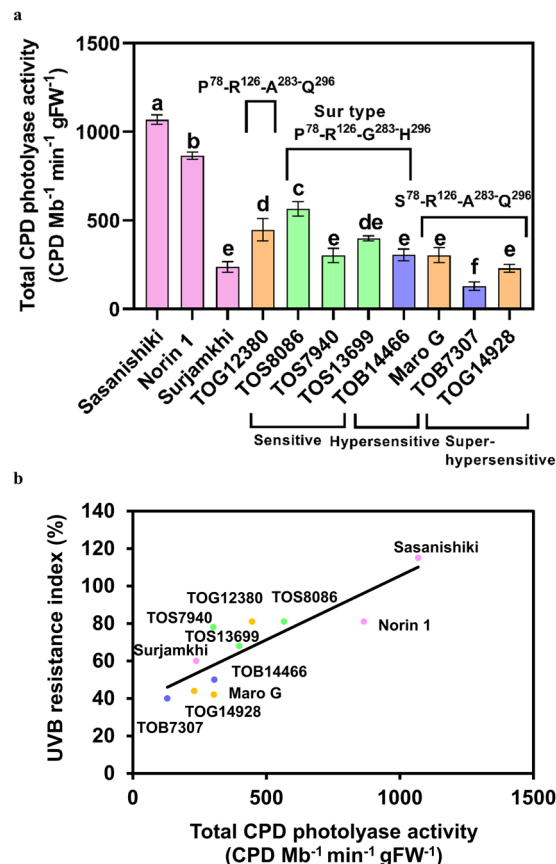 a
Total CPD photolyase activity
(CPD Mb⁻¹ min⁻¹ gFW⁻¹)
1500
1000
500
0
P⁷⁸-R¹²⁶-A²⁸³-Q²⁹⁶
Sur type
P⁷⁸-R¹²⁶-G²⁸³-H²⁹⁶
S⁷⁸-R¹²⁶-A²⁸³-Q²⁹⁶
a b e d c e de e e f e
Sasanishiki
Norin 1
Surjamkhi
TOG12380
TOS8086
TOS7940
TOS13699
TOB14466
Maro G
TOB7307
TOG14928
Sensitive Hypersensitive Super-
hypersensitive
b
UVB resistance index (%)
140
120
100
80
60
40
20
0
Sasanishiki
TOG12380 TOS8086
TOS7940
Norin 1
TOS13699
Surjamkhi
TOB14466
Maro G
TOG14928
TOB7307
0 500 1000 1500
Total CPD photolyase activity
(CPD Mb⁻¹ min⁻¹ gFW⁻¹)